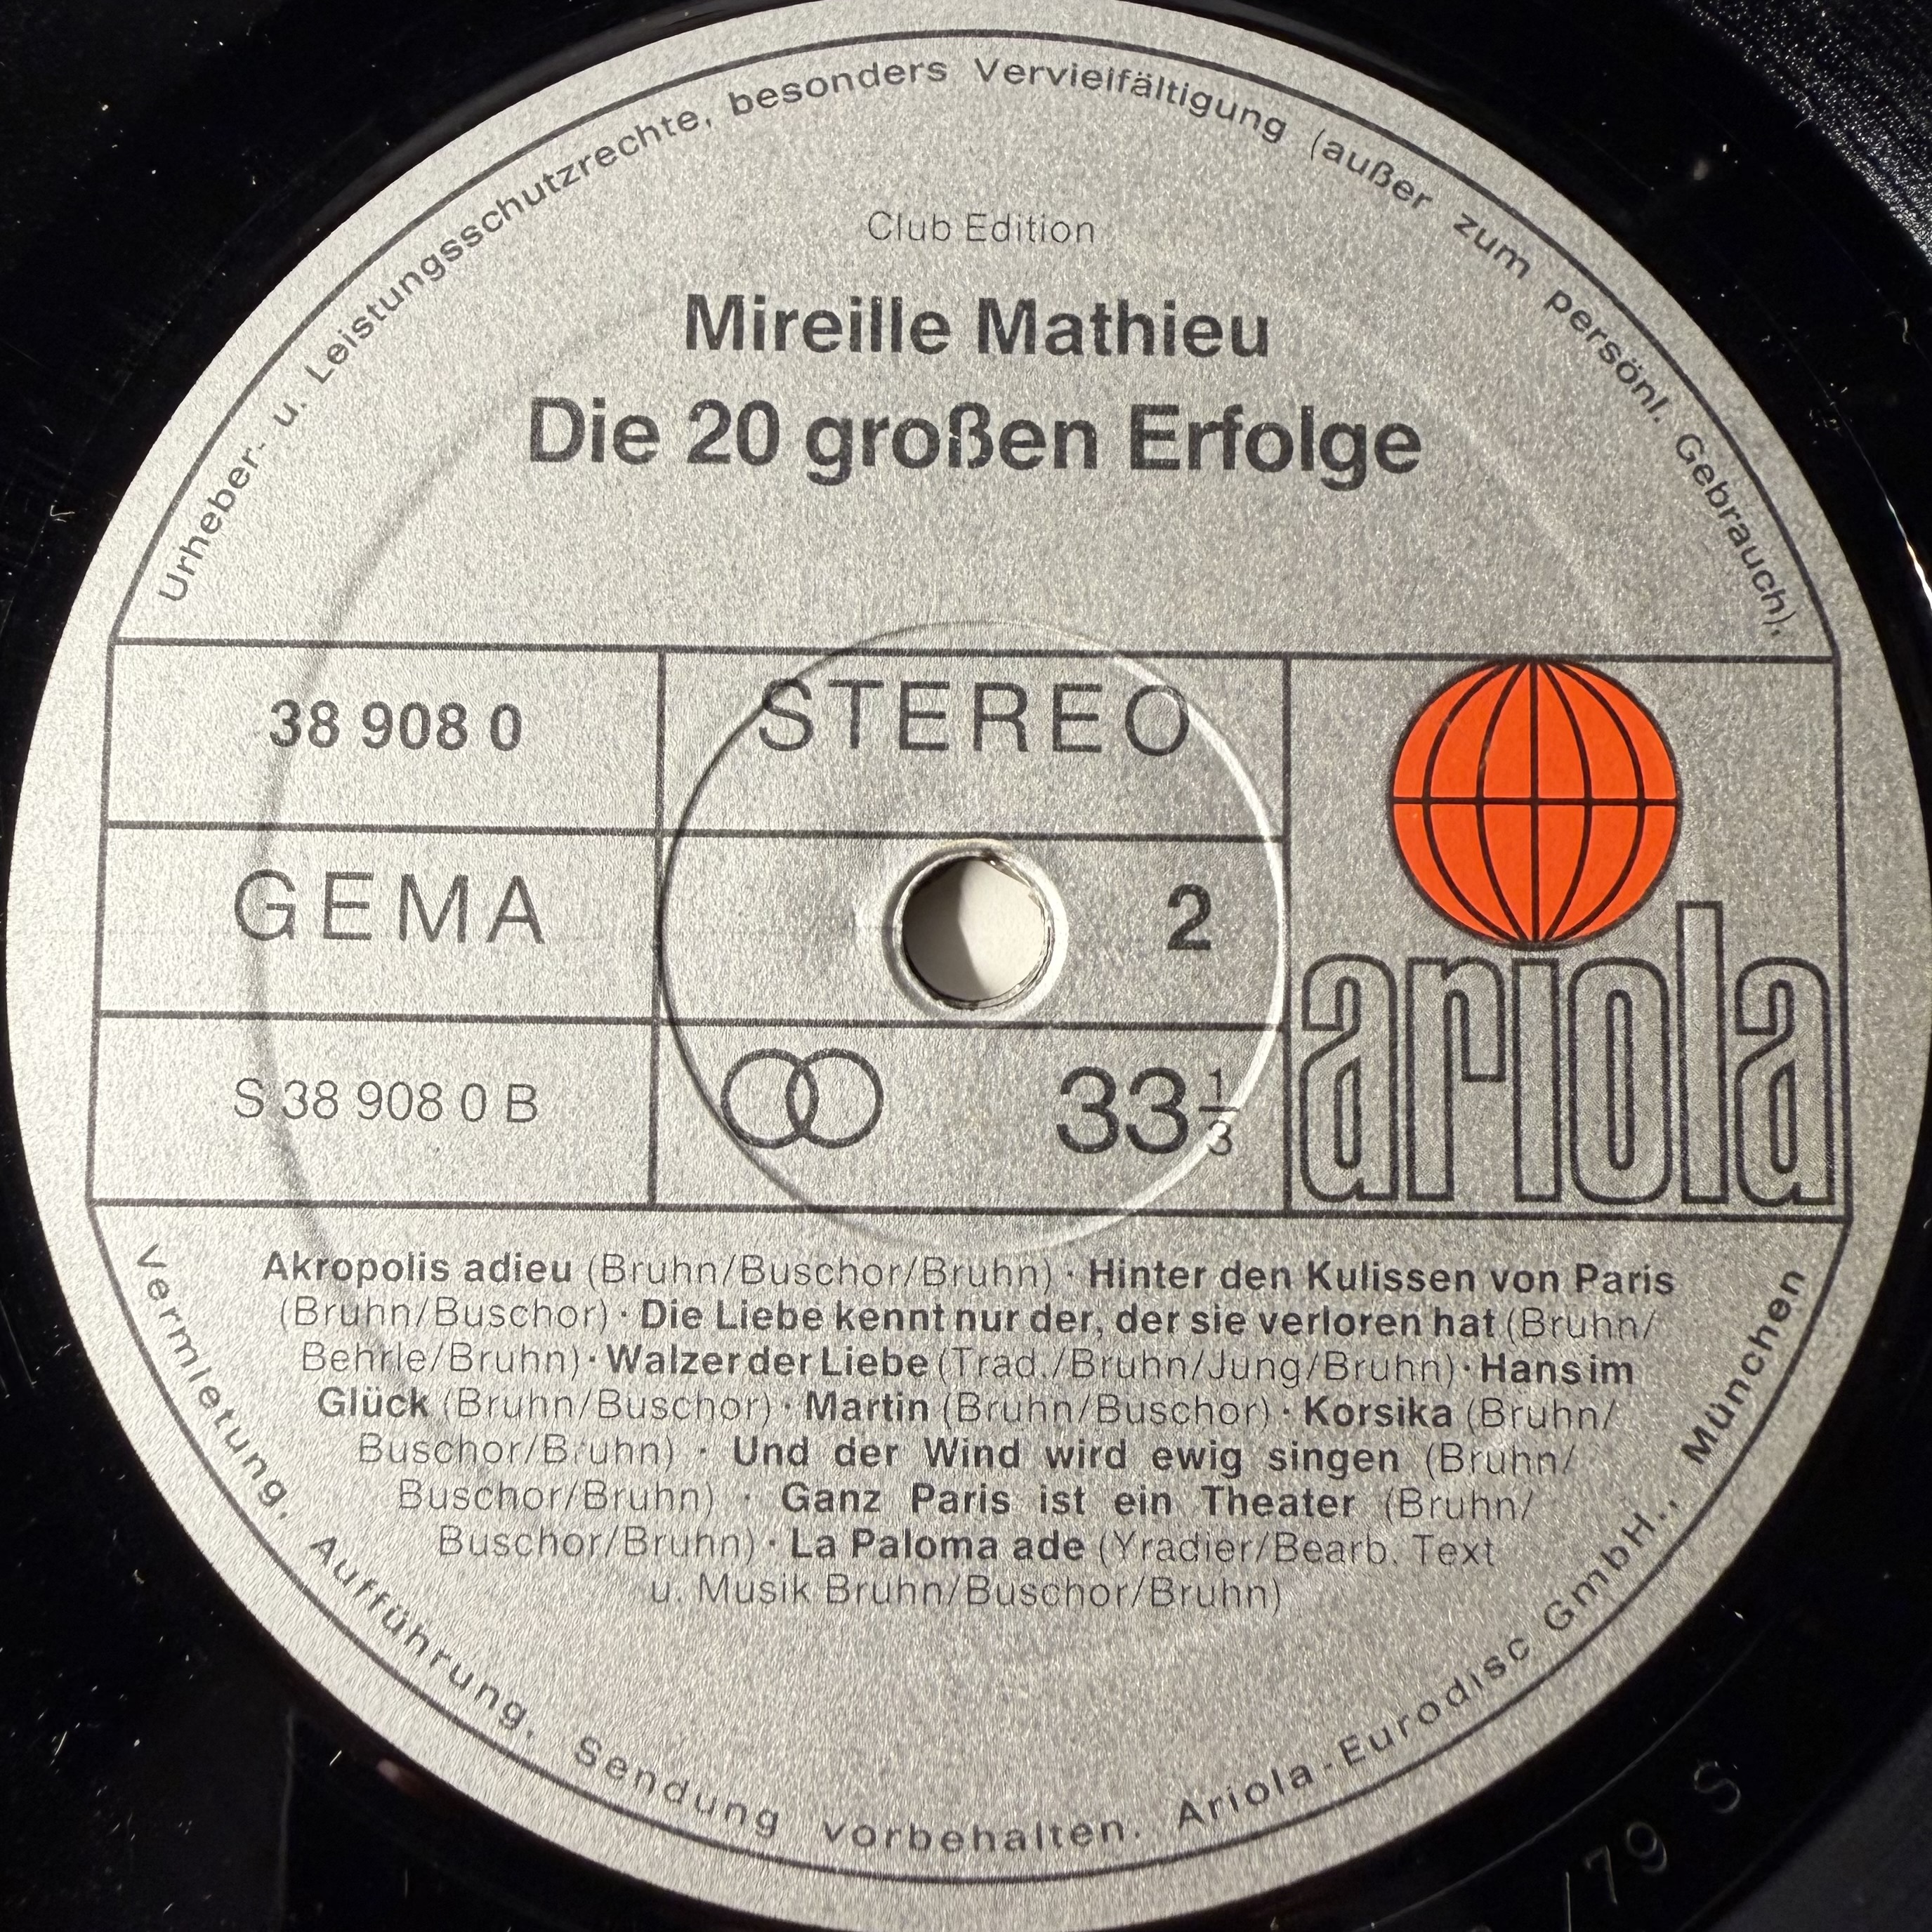 Urheber- u. Leistungsschutzrechte, besonders Vervielfältigung (außer zum persönl. Gebrauch),
Club Edition
Mireille Mathieu
Die 20 großen Erfolge
38 908 0
STEREO
GEMA
2
S 38 908 0 B
33 1/3
ariola
Akropolis adieu (Bruhn/Buschor/Bruhn) · Hinter den Kulissen von Paris
(Bruhn/Buschor) · Die Liebe kennt nur der, der sie verloren hat (Bruhn/
Behrle/Bruhn) · Walzer der Liebe (Trad./Bruhn/Jung/Bruhn) · Hans im
Glück (Bruhn/Buschor) · Martin (Bruhn/Buschor) · Korsika (Bruhn/
Buschor/Bruhn) · Und der Wind wird ewig singen (Bruhn/
Buschor/Bruhn) · Ganz Paris ist ein Theater (Bruhn/
Buschor/Bruhn) · La Paloma ade (Yradier/Bearb. Text
u. Musik Bruhn/Buschor/Bruhn)
Vermietung, Aufführung, Sendung vorbehalten. Ariola-Eurodisc GmbH., München
/79 S